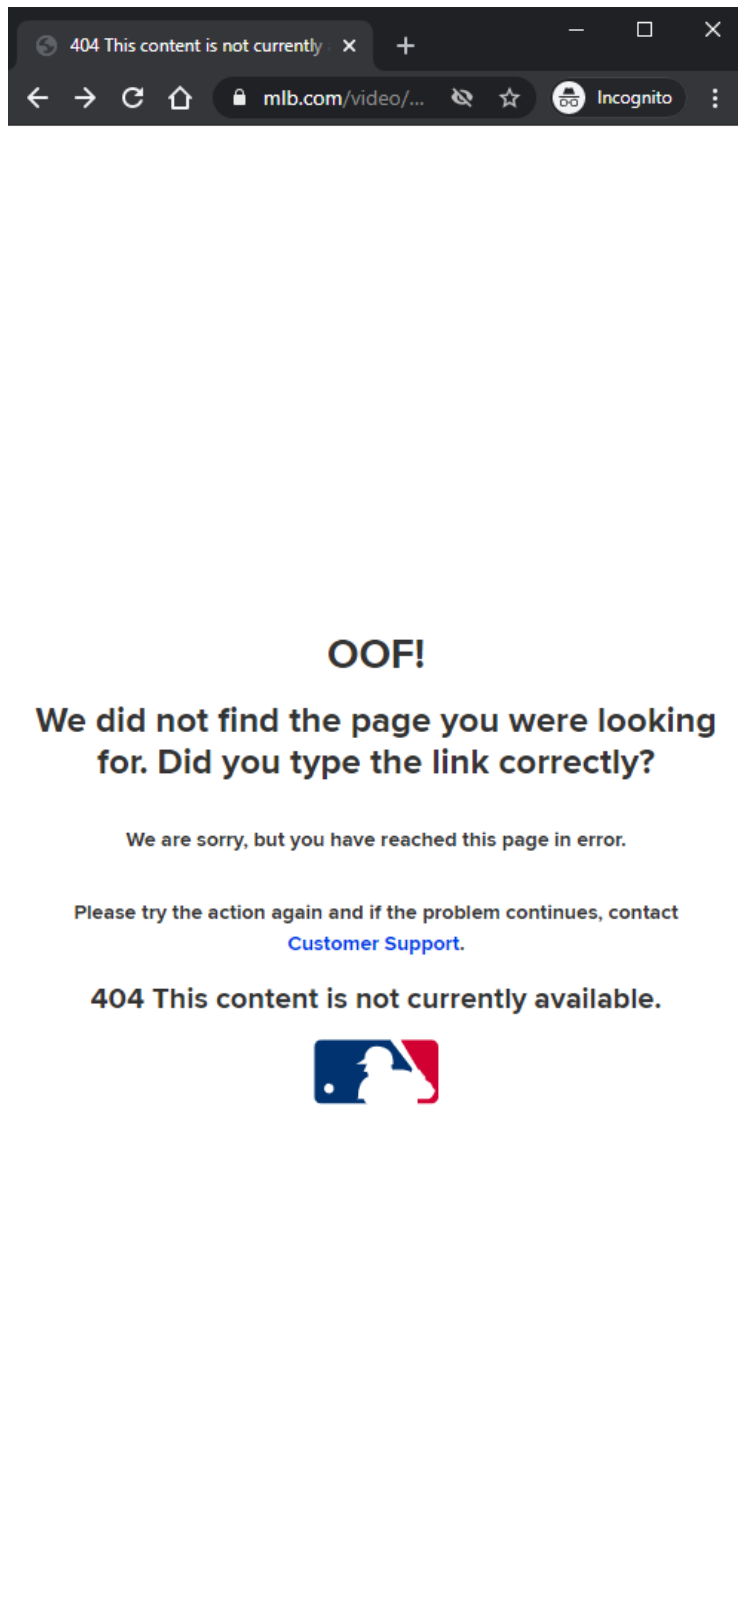 404 This content is not currently
mlb.com/video/...
Incognito
OOF!
We did not find the page you were looking
for. Did you type the link correctly?
We are sorry, but you have reached this page in error.
Please try the action again and if the problem continues, contact
Customer Support.
404 This content is not currently available.